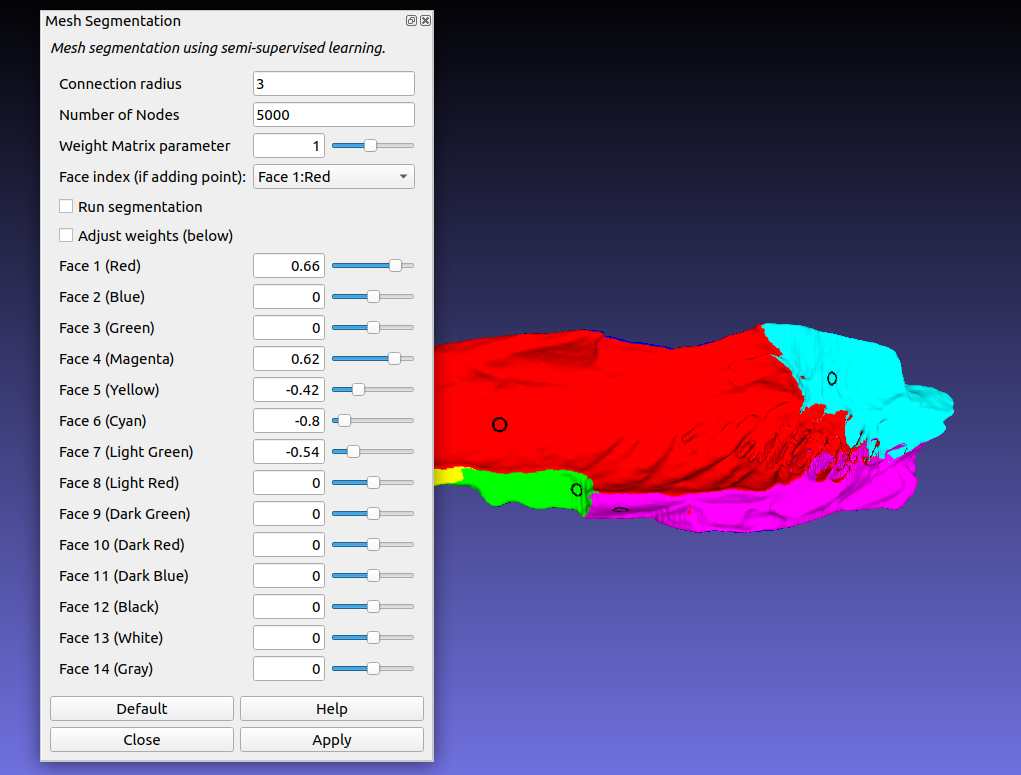 Mesh Segmentation
Mesh segmentation using semi-supervised learning.
Connection radius 3
Number of Nodes 5000
Weight Matrix parameter 1
Face index (if adding point): Face 1:Red
Run segmentation
Adjust weights (below)
Face 1 (Red) 0.66
Face 2 (Blue) 0
Face 3 (Green) 0
Face 4 (Magenta) 0.62
Face 5 (Yellow) -0.42
Face 6 (Cyan) -0.8
Face 7 (Light Green) -0.54
Face 8 (Light Red) 0
Face 9 (Dark Green) 0
Face 10 (Dark Red) 0
Face 11 (Dark Blue) 0
Face 12 (Black) 0
Face 13 (White) 0
Face 14 (Gray) 0
Default Help
Close Apply